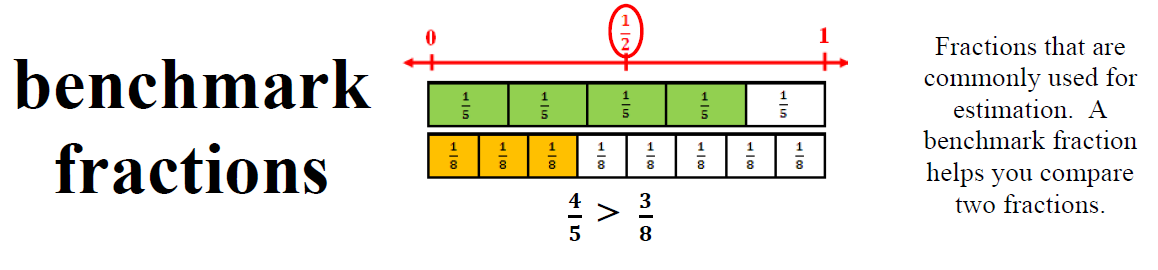 benchmark
fractions
0 1/2 1
1/5 1/5 1/5 1/5 1/5
1/8 1/8 1/8 1/8 1/8 1/8 1/8 1/8
4/5 > 3/8
Fractions that are
commonly used for
estimation. A
benchmark fraction
helps you compare
two fractions.